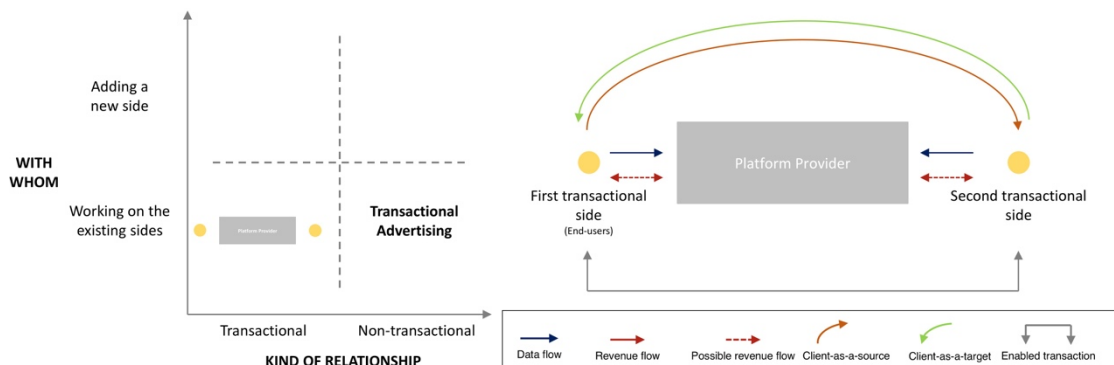 Adding a
new side
WITH
WHOM
Working on the
existing sides
Platform Provider
Transactional
Advertising
Transactional
Non-transactional
KIND OF RELATIONSHIP
Platform Provider
First transactional
side
(End-users)
Second transactional
side
Data flow
Revenue flow
Possible revenue flow
Client-as-a-source
Client-as-a-target
Enabled transaction